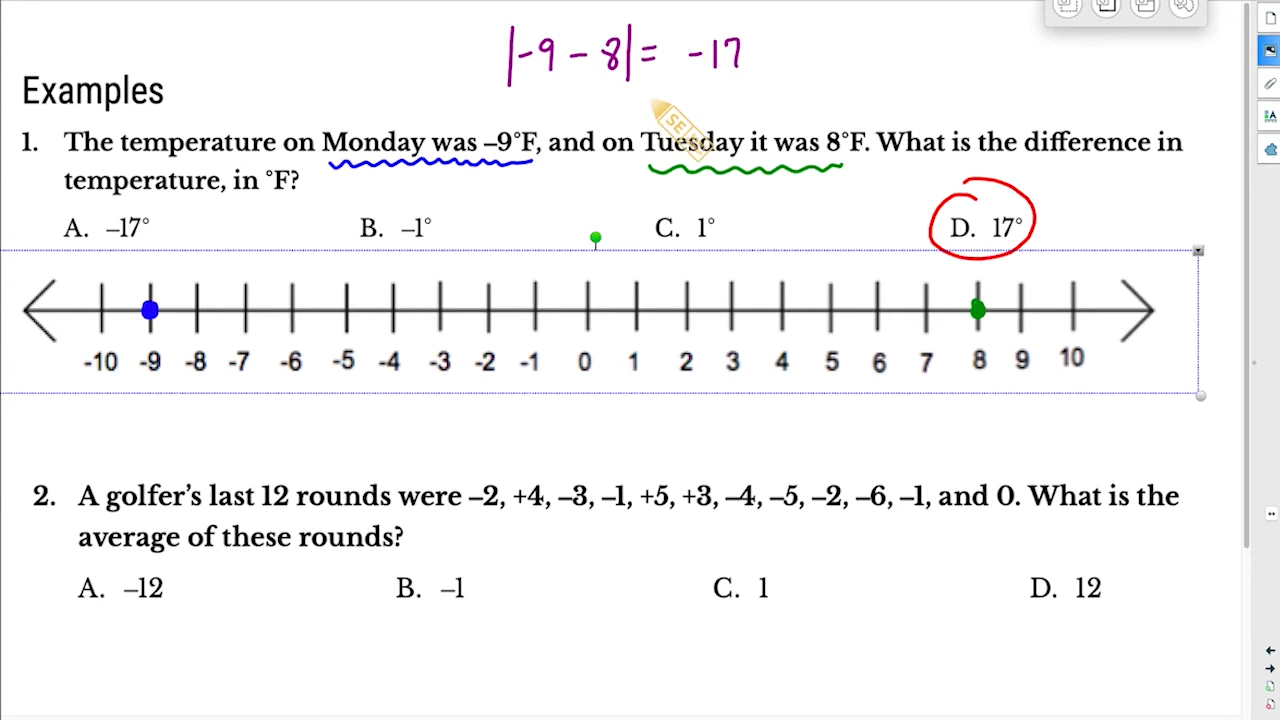 |-9 - 8| = -17
Examples
1. The temperature on Monday was –9°F, and on Tuesday it was 8°F. What is the difference in
temperature, in °F?
A. –17° B. –1° C. 1° D. 17°
-10 -9 -8 -7 -6 -5 -4 -3 -2 -1 0 1 2 3 4 5 6 7 8 9 10
2. A golfer’s last 12 rounds were –2, +4, –3, –1, +5, +3, –4, –5, –2, –6, –1, and 0. What is the
average of these rounds?
A. –12 B. –1 C. 1 D. 12